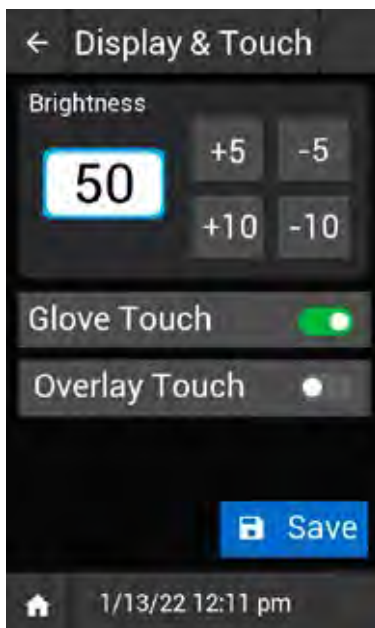 Display & Touch
Brightness
50
+5 -5
+10 -10
Glove Touch
Overlay Touch
Save
1/13/22 12:11 pm